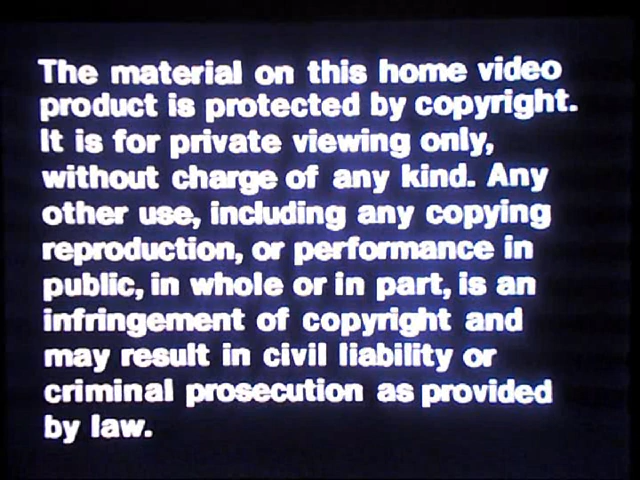 The material on this home video
product is protected by copyright.
It is for private viewing only,
without charge of any kind. Any
other use, including any copying
reproduction, or performance in
public, in whole or in part, is an
infringement of copyright and
may result in civil liability or
criminal prosecution as provided
by law.